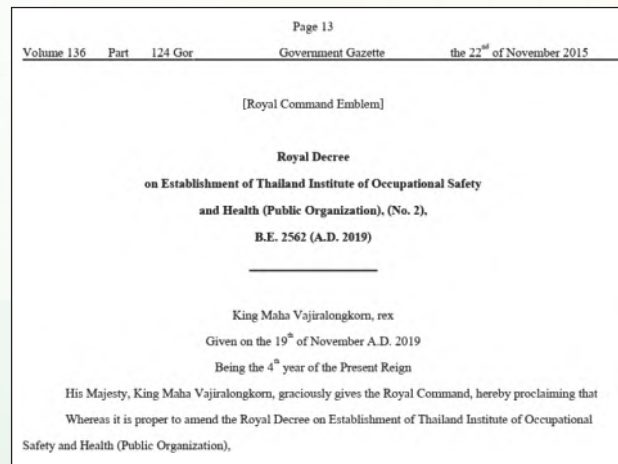 Page 13
Volume 136 Part 124 Gor Government Gazette the 22nd of November 2015
[Royal Command Emblem]
Royal Decree
on Establishment of Thailand Institute of Occupational Safety
and Health (Public Organization), (No. 2),
B.E. 2562 (A.D. 2019)
King Maha Vajiralongkorn, rex
Given on the 19th of November A.D. 2019
Being the 4th year of the Present Reign
His Majesty, King Maha Vajiralongkorn, graciously gives the Royal Command, hereby proclaiming that
Whereas it is proper to amend the Royal Decree on Establishment of Thailand Institute of Occupational
Safety and Health (Public Organization),